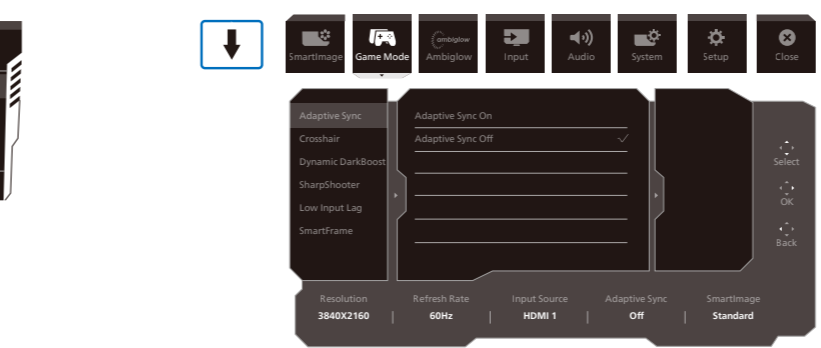 ambiglow
SmartImage Game Mode Ambiglow Input Audio System Setup Close
Adaptive Sync Adaptive Sync On
Crosshair Adaptive Sync Off
Dynamic DarkBoost
Select
SharpShooter
OK
Low Input Lag
SmartFrame
Back
Resolution Refresh Rate Input Source Adaptive Sync SmartImage
3840X2160 | 60Hz | HDMI 1 | Off | Standard